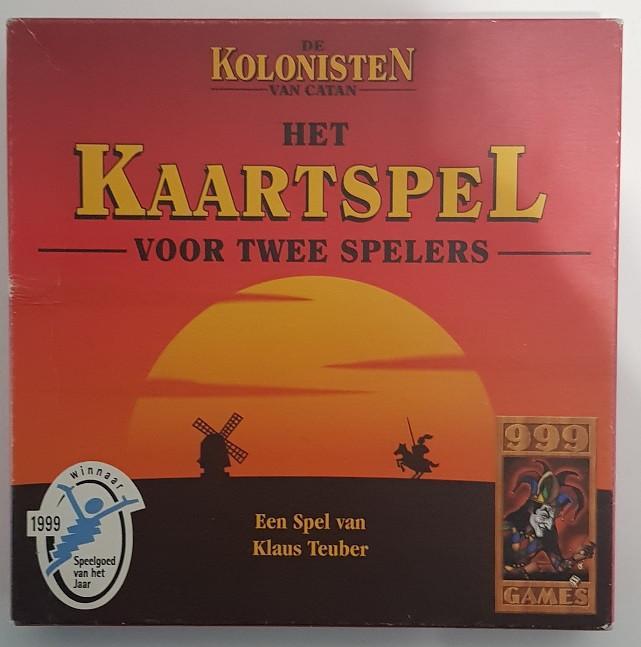 DE
KOLONISTEN
VAN CATAN
HET
KAARTSPEL
VOOR TWEE SPELERS
999
GAMES
Een Spel van
Klaus Teuber
winnaar
1999
Speelgoed
van het
Jaar